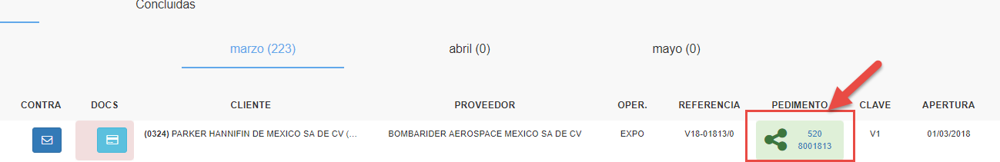 Concluidas
marzo (223) abril (0) mayo (0)
CONTRA DOCS CLIENTE PROVEEDOR OPER. REFERENCIA PEDIMENTO CLAVE APERTURA
(0324) PARKER HANNIFIN DE MEXICO SA DE CV (... BOMBARIDER AEROSPACE MEXICO SA DE CV EXPO V18-01813/0 520 V1 01/03/2018
8001813